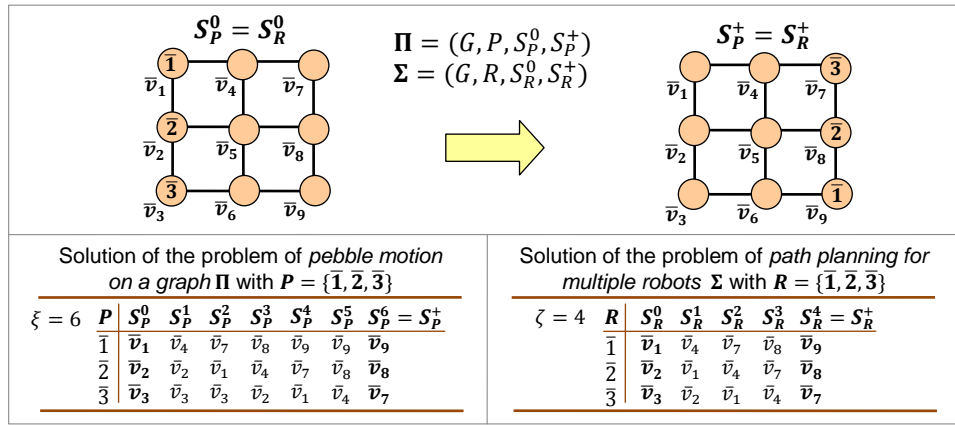 S_P^0 = S_R^0
Π = (G, P, S_P^0, S_P^+)
Σ = (G, R, S_R^0, S_R^+)
S_P^+ = S_R^+
1̅
v̅1 v̅4 v̅7
2̅
v̅2 v̅5 v̅8
3̅
v̅3 v̅6 v̅9
3̅
v̅1 v̅4 v̅7
2̅
v̅2 v̅5 v̅8
1̅
v̅3 v̅6 v̅9
Solution of the problem of pebble motion
on a graph Π with P = {1̅, 2̅, 3̅}
ξ = 6 P S_P^0 S_P^1 S_P^2 S_P^3 S_P^4 S_P^5 S_P^6 = S_P^+
1̅ v̅1 v̅4 v̅7 v̅8 v̅9 v̅9 v̅9
2̅ v̅2 v̅2 v̅1 v̅4 v̅7 v̅8 v̅8
3̅ v̅3 v̅3 v̅3 v̅2 v̅1 v̅4 v̅7
Solution of the problem of path planning for
multiple robots Σ with R = {1̅, 2̅, 3̅}
ζ = 4 R S_R^0 S_R^1 S_R^2 S_R^3 S_R^4 = S_R^+
1̅ v̅1 v̅4 v̅7 v̅8 v̅9
2̅ v̅2 v̅1 v̅4 v̅7 v̅8
3̅ v̅3 v̅2 v̅1 v̅4 v̅7